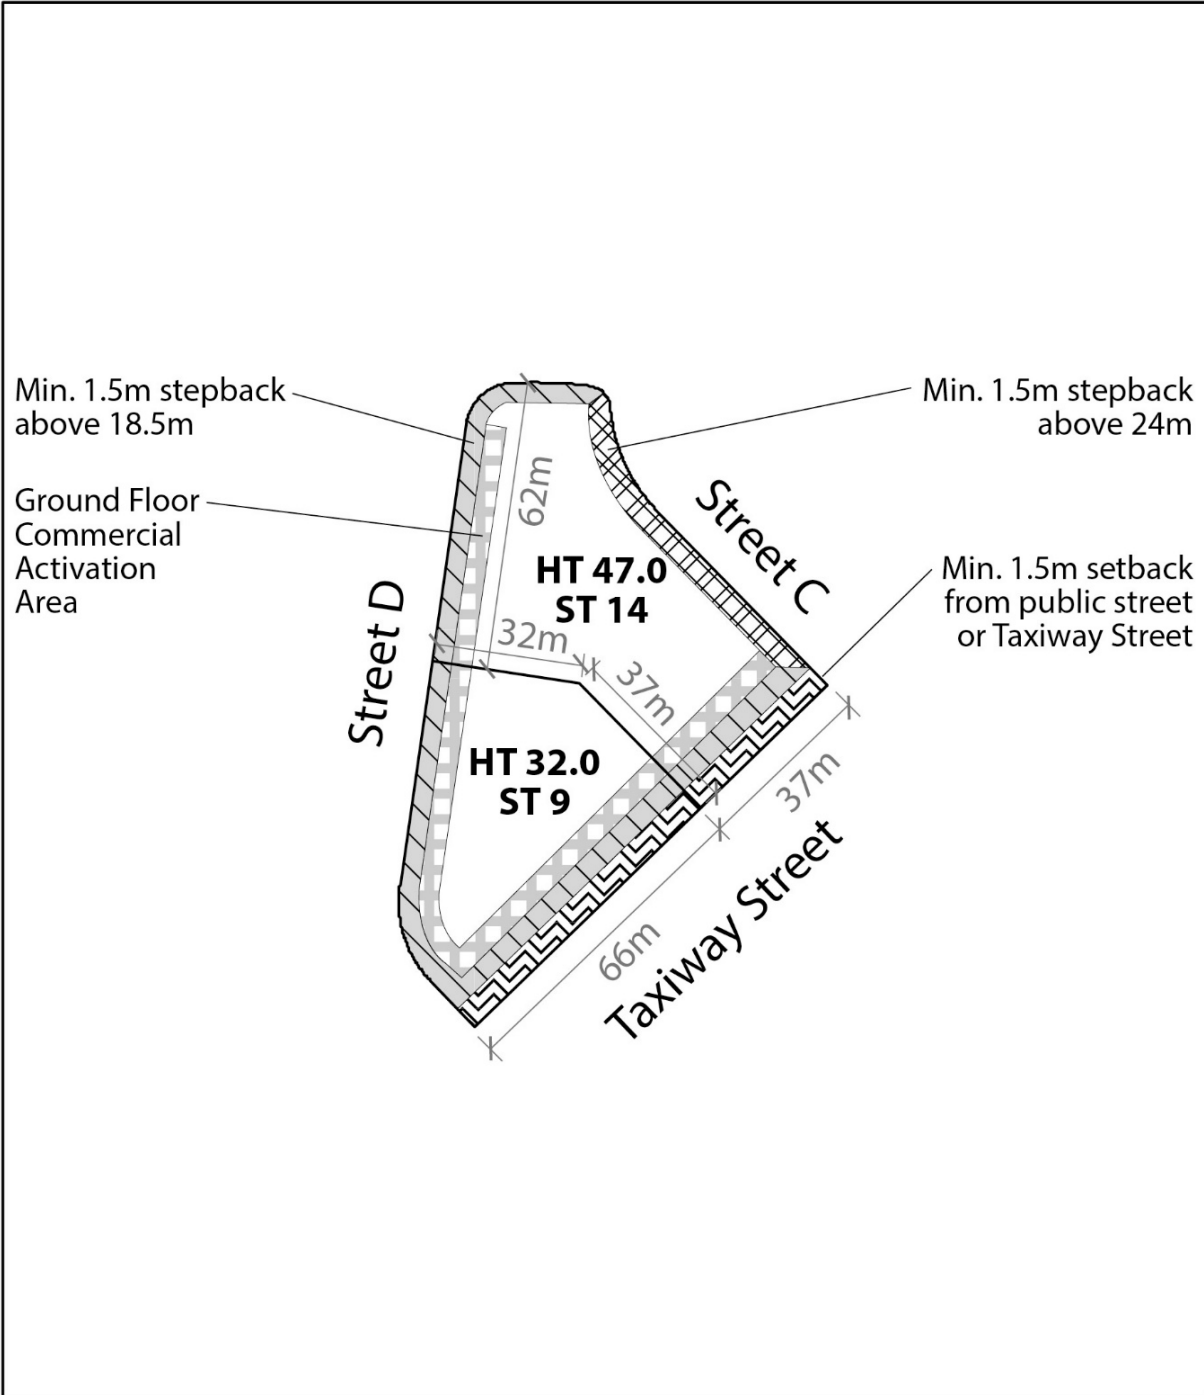 Min. 1.5m stepback
above 18.5m
Min. 1.5m stepback
above 24m
Ground Floor
Commercial
Activation
Area
62m
Street C
HT 47.0
ST 14
Min. 1.5m setback
from public street
or Taxiway Street
Street D
32m
37m
HT 32.0
ST 9
37m
66m
Taxiway Street